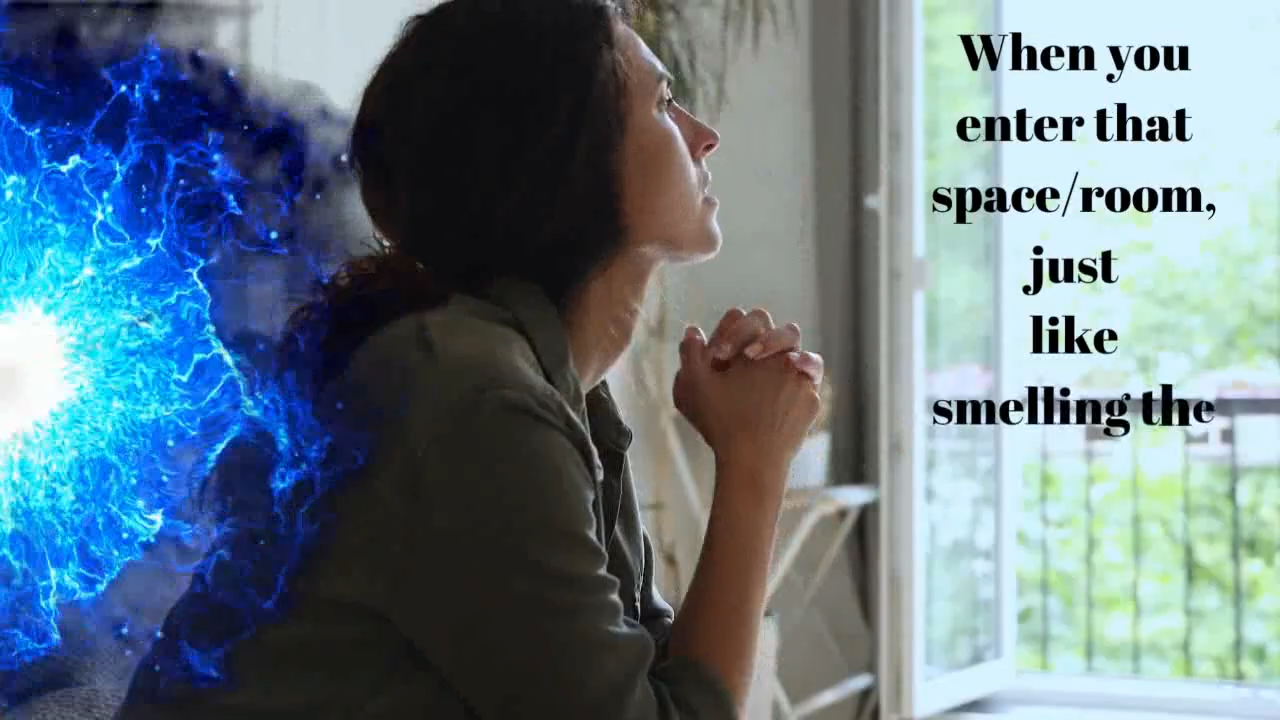 When you
enter that
space/room,
just
like
smelling the